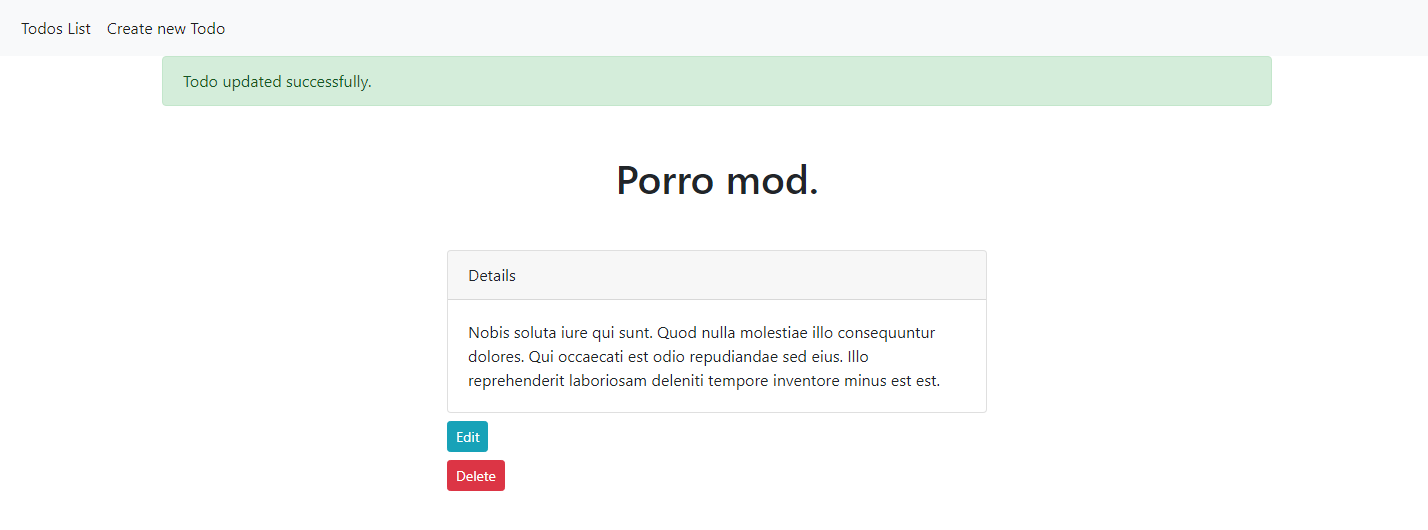 Todos List Create new Todo
Todo updated successfully.
Porro mod.
Details
Nobis soluta iure qui sunt. Quod nulla molestiae illo consequuntur
dolores. Qui occaecati est odio repudiandae sed eius. Illo
reprehenderit laboriosam deleniti tempore inventore minus est est.
Edit
Delete